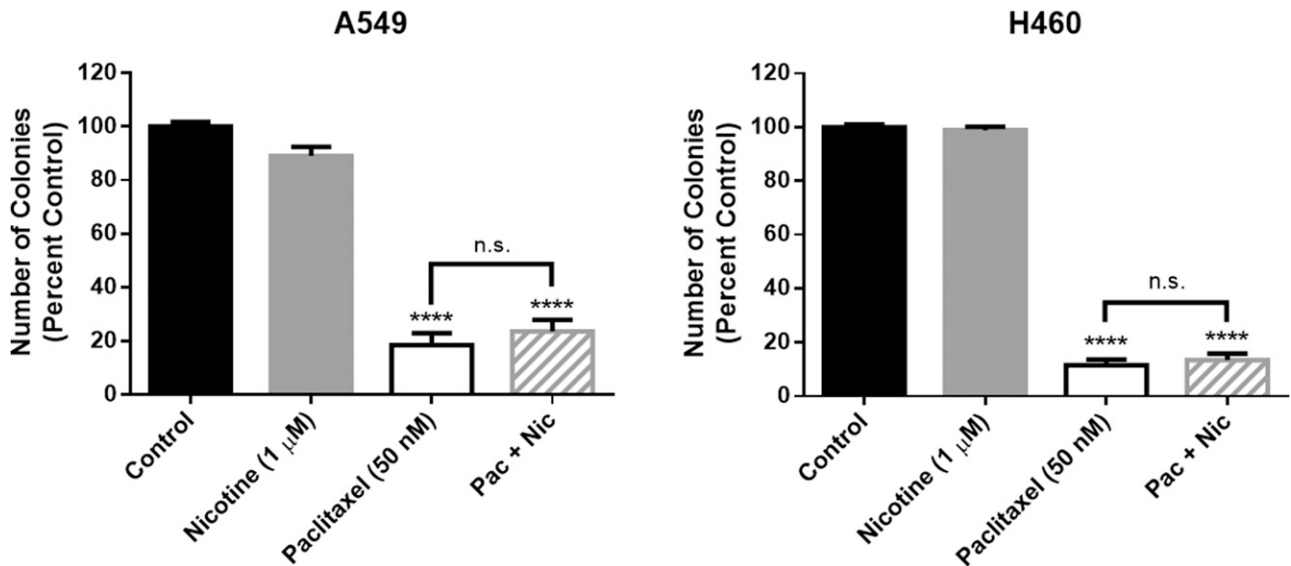 A549
Number of Colonies
(Percent Control)
120
100
80
60
40
20
0
n.s.
****
****
Control
Nicotine (1 μM)
Paclitaxel (50 nM)
Pac + Nic
H460
Number of Colonies
(Percent Control)
120
100
80
60
40
20
0
n.s.
****
****
Control
Nicotine (1 μM)
Paclitaxel (50 nM)
Pac + Nic